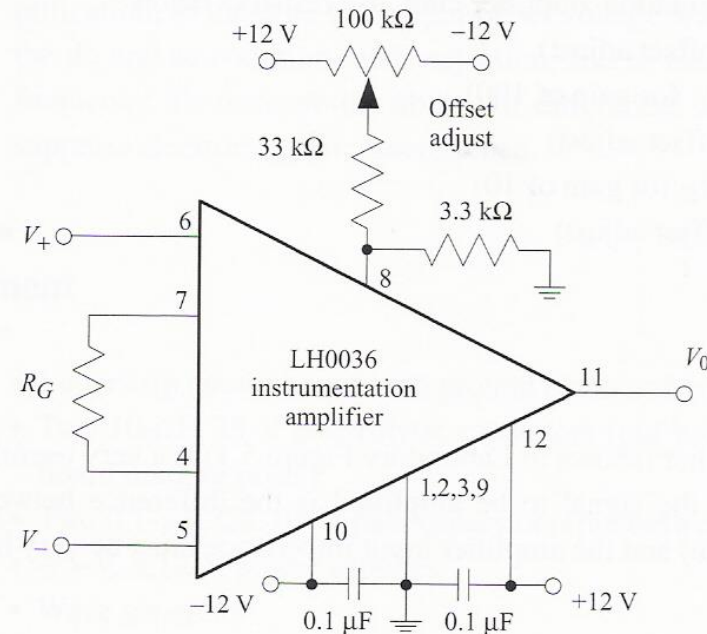 100 kΩ
+12 V
−12 V
Offset
adjust
33 kΩ
3.3 kΩ
6
V+
8
7
LH0036
instrumentation
amplifier
RG
11
V0
4
12
1,2,3,9
5
V−
10
−12 V
+12 V
0.1 µF
0.1 µF